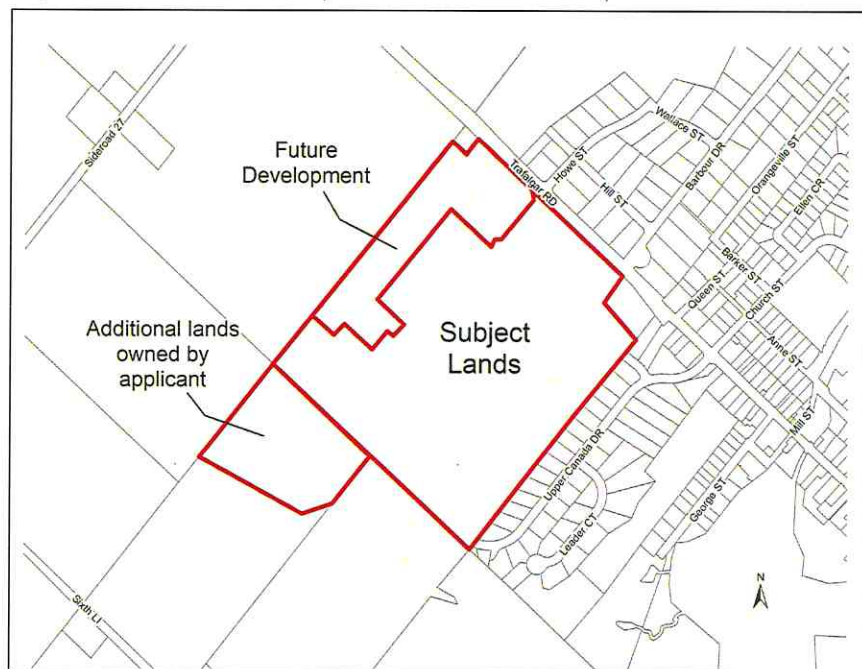 Sideroad 27
Future
Development
Trafalgar RD
Howe ST
Wallace ST
Hill ST
Barbour DR
Orangeville ST
Ellen CR
Barker ST
Queen ST
Church ST
Anne ST
Mill ST
Additional lands
owned by
applicant
Subject
Lands
Upper Canada DR
George ST
Leader CT
Sixth LI
N